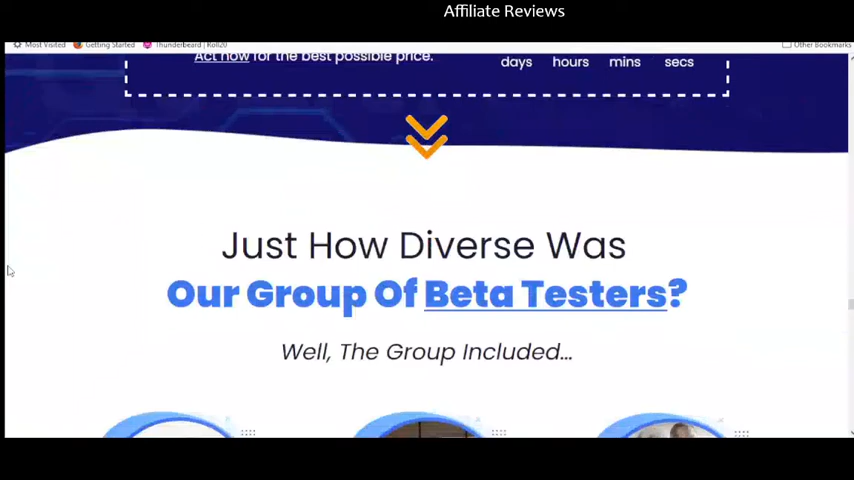 Affiliate Reviews
Most Visited Getting Started Thunderbeard | Roll20 Other Bookmarks
Act now for the best possible price.
days hours mins secs
Just How Diverse Was
Our Group Of Beta Testers?
Well, The Group Included...